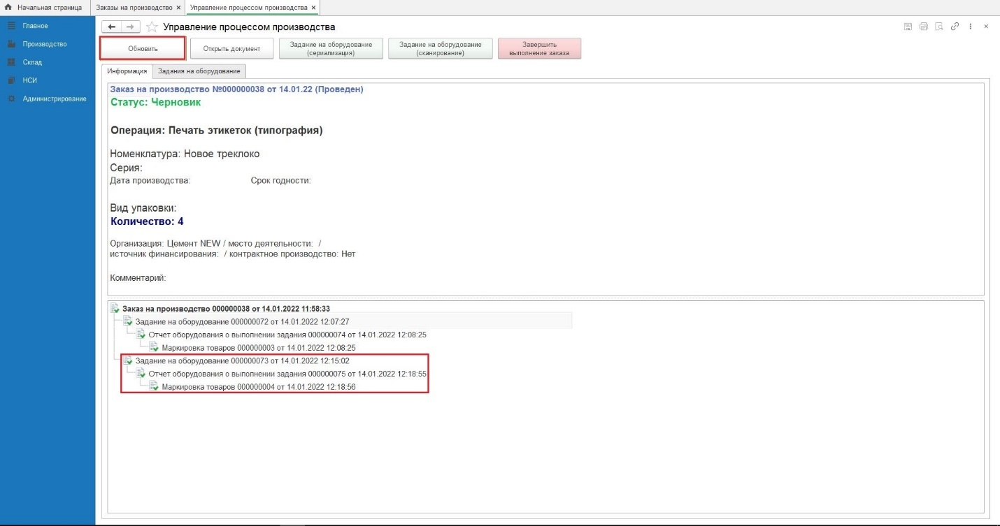 Начальная страница
Заказы на производство ×
Управление процессом производства ×
Главное
Производство
Склад
НСИ
Администрирование
Управление процессом производства
Обновить
Открыть документ
Задание на оборудование
(сериализация)
Задание на оборудование
(сканирование)
Завершить
выполнение заказа
Информация
Задания на оборудование
Заказ на производство №000000038 от 14.01.22 (Проведен)
Статус: Черновик
Операция: Печать этикеток (типография)
Номенклатура: Новое треклоко
Серия:
Дата производства: Срок годности:
Вид упаковки:
Количество: 4
Организация: Цемент NEW / место деятельности: /
источник финансирования: / контрактное производство: Нет
Комментарий:
Заказ на производство 000000038 от 14.01.2022 11:58:33
Задание на оборудование 000000072 от 14.01.2022 12:07:27
Отчет оборудования о выполнении задания 000000074 от 14.01.2022 12:08:25
Маркировка товаров 000000003 от 14.01.2022 12:08:25
Задание на оборудование 000000073 от 14.01.2022 12:15:02
Отчет оборудования о выполнении задания 000000075 от 14.01.2022 12:18:55
Маркировка товаров 000000004 от 14.01.2022 12:18:56